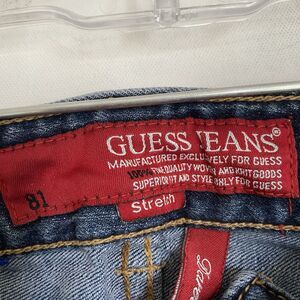 GUESS JEANS®
MANUFACTURED EXCLUSIVELY FOR GUESS
100% FINE QUALITY WOVEN AND KNIT GOODS
SUPERIOR FIT AND STYLE ONLY FOR GUESS
81
Stretch